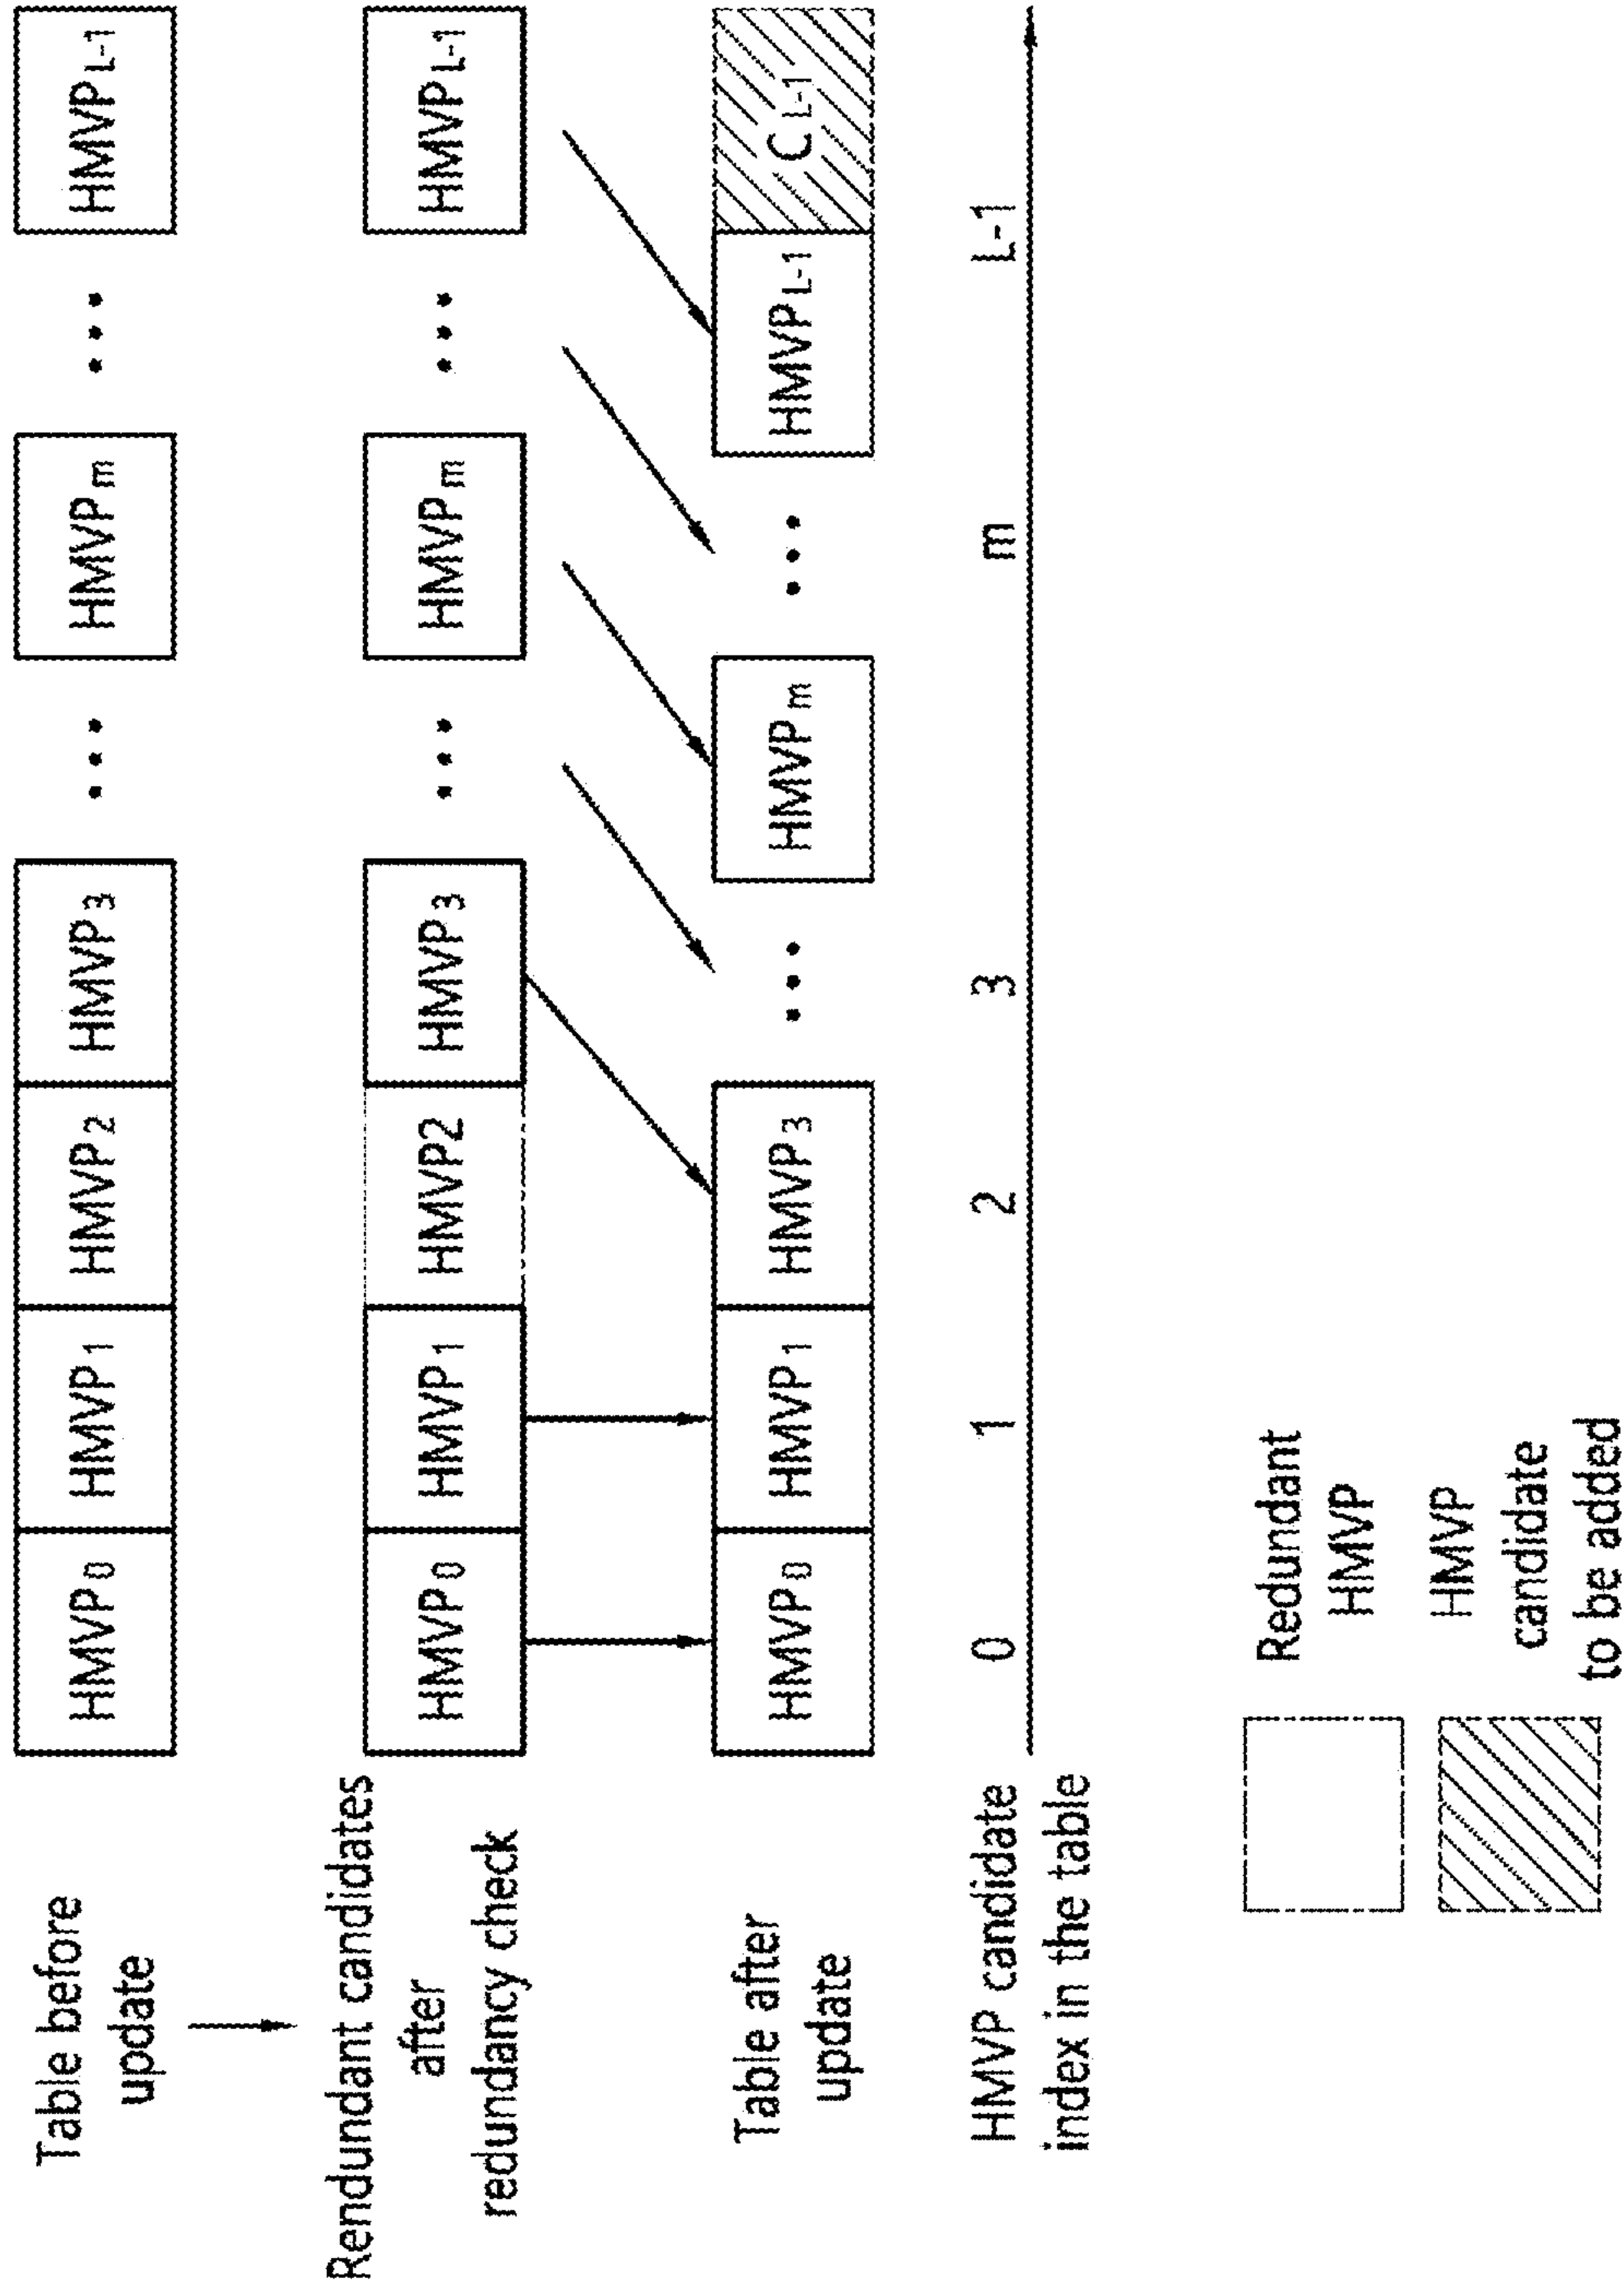 Table before
update
HMVP0 HMVP1 HMVP2 HMVP3 ••• HMVPm ••• HMVPL-1
Rendundant candidates
after
redundancy check
HMVP0 HMVP1 HMVP2 HMVP3 ••• HMVPm ••• HMVPL-1
Table after
update
HMVP0 HMVP1 HMVP3 ••• HMVPm ••• HMVPL-1 CL-1
HMVP candidate
index in the table
0 1 2 3 m L-1
Redundant
HMVP
HMVP
candidate
to be added